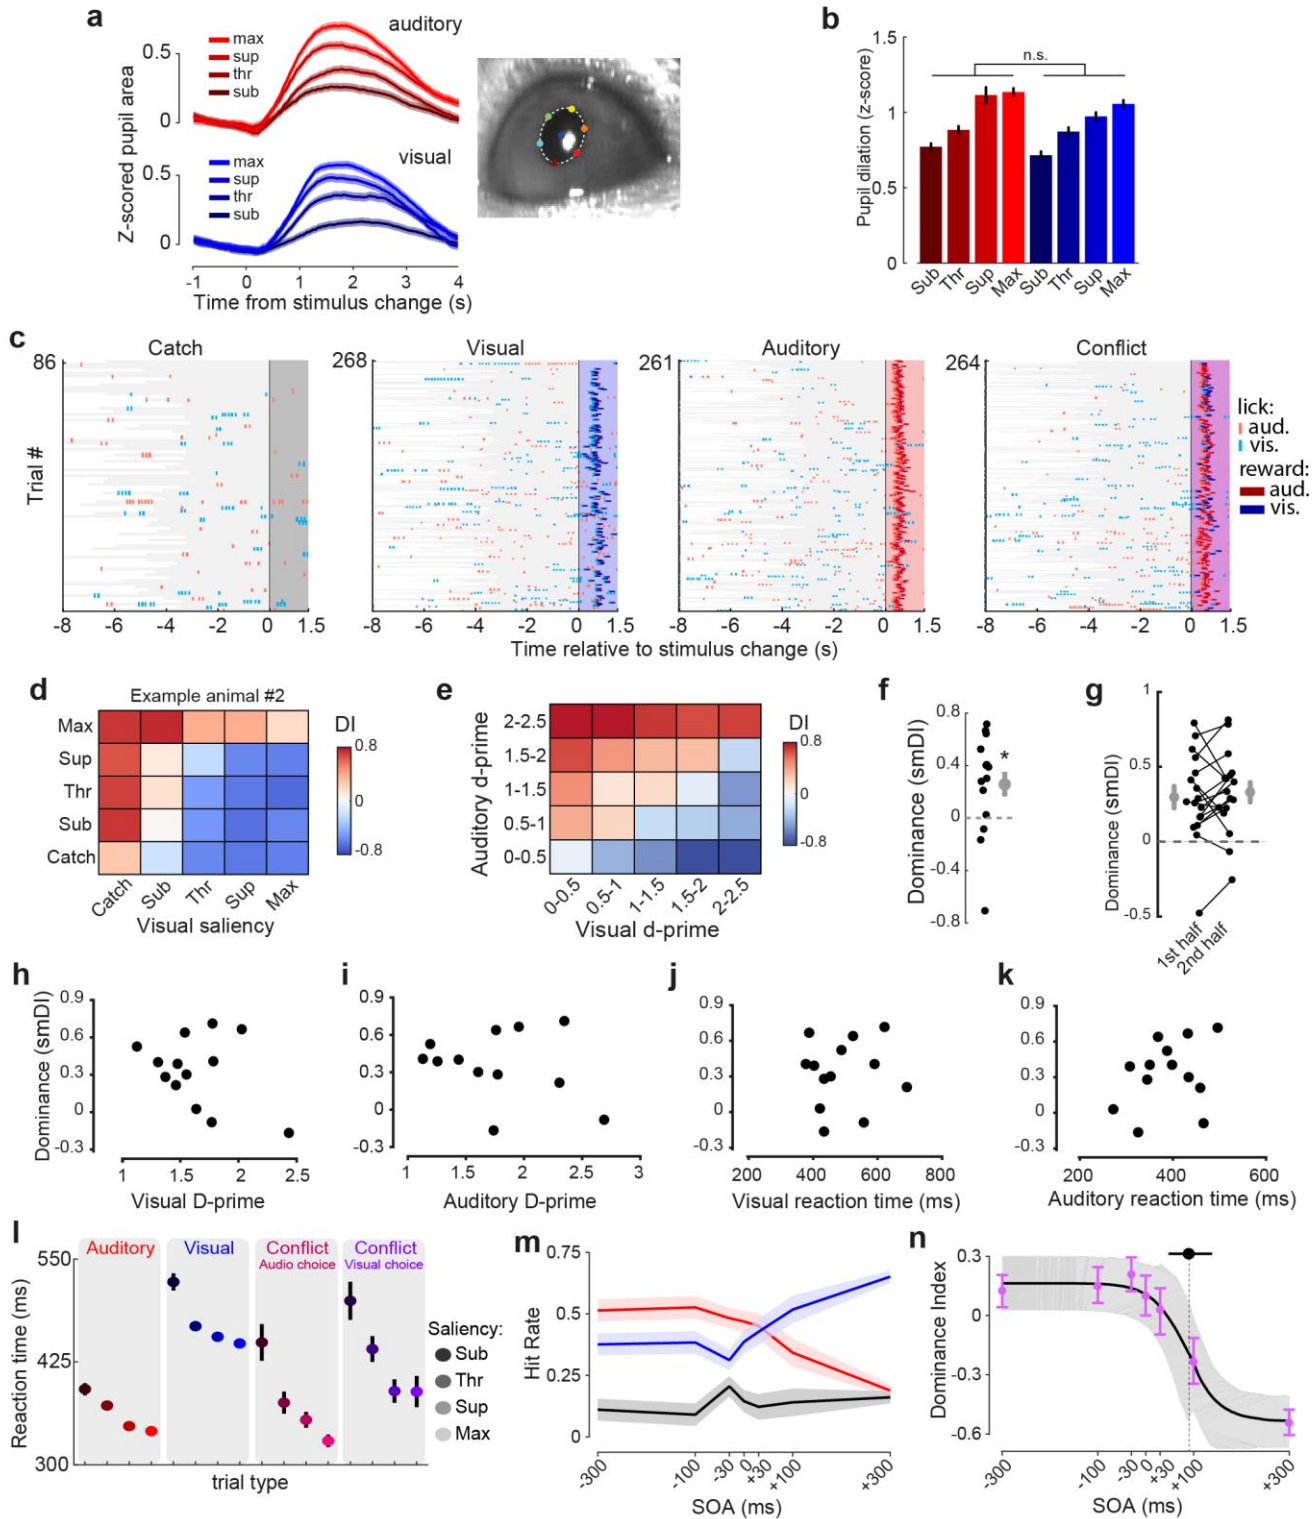 a
auditory
0.5
0
max
sup
thr
sub
visual
0.5
0
max
sup
thr
sub
Z-scored pupil area
-1 0 1 2 3 4
Time from stimulus change (s)
b
1.5
1
0.5
0
n.s.
Pupil dilation (z-score)
Sub Thr Sup Max Sub Thr Sup Max
c
Catch Visual Auditory Conflict
86 268 261 264
Trial #
lick:
aud.
vis.
reward:
aud.
vis.
-8 -6 -4 -2 0 1.5 -8 -6 -4 -2 0 1.5 -8 -6 -4 -2 0 1.5 -8 -6 -4 -2 0 1.5
Time relative to stimulus change (s)
d
Example animal #2
Max
Sup
Thr
Sub
Catch
Catch Sub Thr Sup Max
Visual saliency
DI
0.8
0
-0.8
e
Auditory d-prime
2-2.5
1.5-2
1-1.5
0.5-1
0-0.5
0-0.5 0.5-1 1-1.5 1.5-2 2-2.5
Visual d-prime
DI
0.8
0
-0.8
f
Dominance (smDI)
0.8
0.4
0
-0.4
-0.8
*
g
Dominance (smDI)
1
0.5
0
-0.5
1st half
2nd half
h
Dominance (smDI)
0.9
0.6
0.3
0
-0.3
1 1.5 2 2.5
Visual D-prime
i
0.9
0.6
0.3
0
-0.3
1 1.5 2 2.5 3
Auditory D-prime
j
0.9
0.6
0.3
0
-0.3
200 400 600 800
Visual reaction time (ms)
k
0.9
0.6
0.3
0
-0.3
200 400 600
Auditory reaction time (ms)
l
Reaction time (ms)
550
425
300
Auditory
Visual
Conflict
Audio choice
Conflict
Visual choice
trial type
Saliency:
Sub
Thr
Sup
Max
m
Hit Rate
0.75
0.5
0.25
0
-300 -100 -30 0 +30 +100 +300
SOA (ms)
n
Dominance Index
0.3
0
-0.3
-0.6
-300 -100 -30 0 +30 +100 +300
SOA (ms)